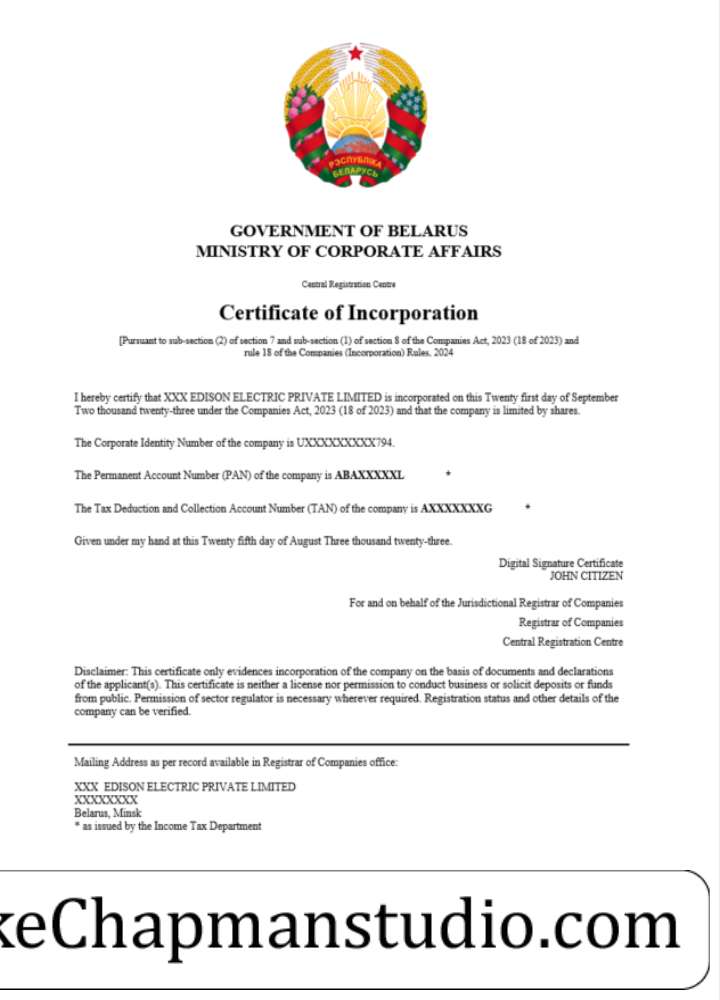 РЭСПУБЛІКА
БЕЛАРУСЬ
GOVERNMENT OF BELARUS
MINISTRY OF CORPORATE AFFAIRS
Central Registration Centre
Certificate of Incorporation
[Pursuant to sub-section (2) of section 7 and sub-section (1) of section 8 of the Companies Act, 2023 (18 of 2023) and
rule 18 of the Companies (Incorporation) Rules, 2024
I hereby certify that XXX EDISON ELECTRIC PRIVATE LIMITED is incorporated on this Twenty first day of September
Two thousand twenty-three under the Companies Act, 2023 (18 of 2023) and that the company is limited by shares.
The Corporate Identity Number of the company is UXXXXXXXXX794.
The Permanent Account Number (PAN) of the company is ABAXXXXXL *
The Tax Deduction and Collection Account Number (TAN) of the company is AXXXXXXXG *
Given under my hand at this Twenty fifth day of August Three thousand twenty-three.
Digital Signature Certificate
JOHN CITIZEN
For and on behalf of the Jurisdictional Registrar of Companies
Registrar of Companies
Central Registration Centre
Disclaimer: This certificate only evidences incorporation of the company on the basis of documents and declarations
of the applicant(s). This certificate is neither a license nor permission to conduct business or solicit deposits or funds
from public. Permission of sector regulator is necessary wherever required. Registration status and other details of the
company can be verified.
Mailing Address as per record available in Registrar of Companies office:
XXX EDISON ELECTRIC PRIVATE LIMITED
XXXXXXXX
Belarus, Minsk
* as issued by the Income Tax Department
keChapmanstudio.com